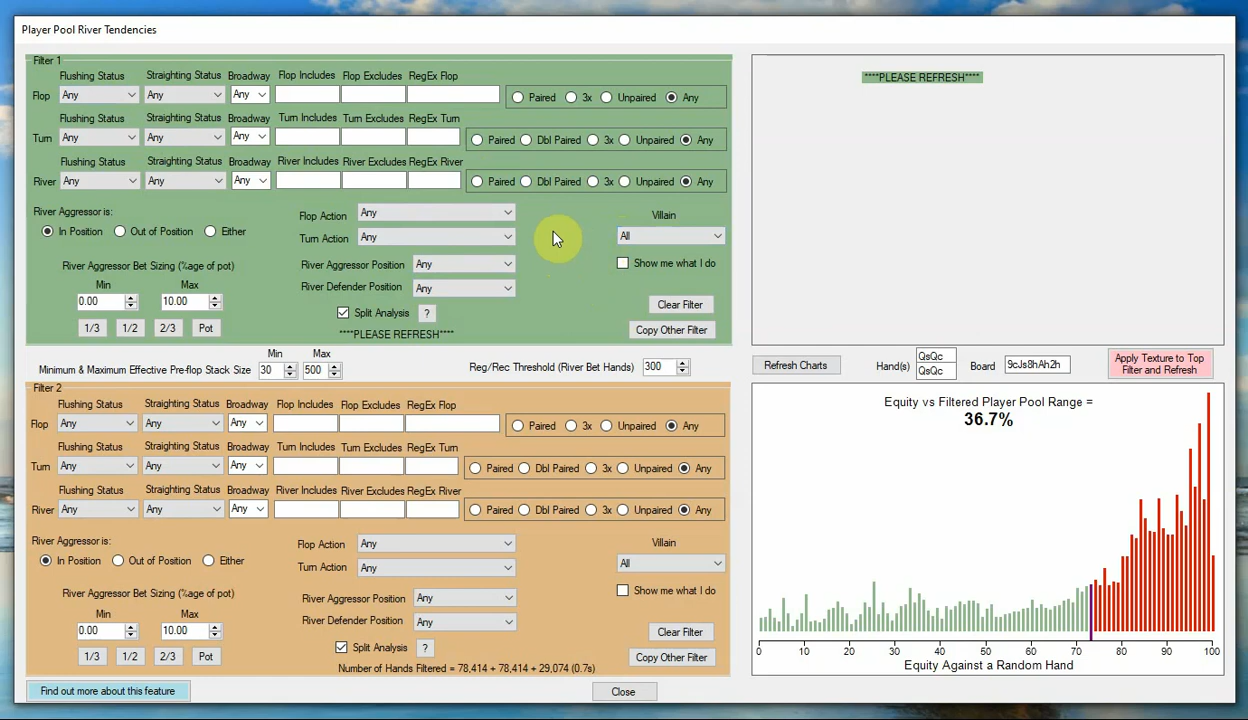 Player Pool River Tendencies
Filter 1
Flushing Status Straighting Status Broadway Flop Includes Flop Excludes RegEx Flop
Flop Any Any Any Paired 3x Unpaired Any
Flushing Status Straighting Status Broadway Turn Includes Turn Excludes RegEx Turn
Turn Any Any Any Paired Dbl Paired 3x Unpaired Any
Flushing Status Straighting Status Broadway River Includes River Excludes RegEx River
River Any Any Any Paired Dbl Paired 3x Unpaired Any
River Aggressor is:
In Position Out of Position Either
River Aggressor Bet Sizing (%age of pot)
Min Max
0.00 10.00
1/3 1/2 2/3 Pot
Flop Action Any
Turn Action Any
River Aggressor Position Any
River Defender Position Any
Split Analysis ?
****PLEASE REFRESH****
Villain
All
Show me what I do
Clear Filter
Copy Other Filter
****PLEASE REFRESH****
Min Max
Minimum & Maximum Effective Pre-flop Stack Size 30 500
Reg/Rec Threshold (River Bet Hands) 300
Refresh Charts
Hand(s) QsQc
QsQc
Board 9cJs8hAh2h
Apply Texture to Top
Filter and Refresh
Filter 2
Flushing Status Straighting Status Broadway Flop Includes Flop Excludes RegEx Flop
Flop Any Any Any Paired 3x Unpaired Any
Flushing Status Straighting Status Broadway Turn Includes Turn Excludes RegEx Turn
Turn Any Any Any Paired Dbl Paired 3x Unpaired Any
Flushing Status Straighting Status Broadway River Includes River Excludes RegEx River
River Any Any Any Paired Dbl Paired 3x Unpaired Any
River Aggressor is:
In Position Out of Position Either
River Aggressor Bet Sizing (%age of pot)
Min Max
0.00 10.00
1/3 1/2 2/3 Pot
Flop Action Any
Turn Action Any
River Aggressor Position Any
River Defender Position Any
Split Analysis ?
Number of Hands Filtered = 78,414 + 78,414 + 29,074 (0.7s)
Villain
All
Show me what I do
Clear Filter
Copy Other Filter
Equity vs Filtered Player Pool Range =
36.7%
0 10 20 30 40 50 60 70 80 90 100
Equity Against a Random Hand
Find out more about this feature
Close